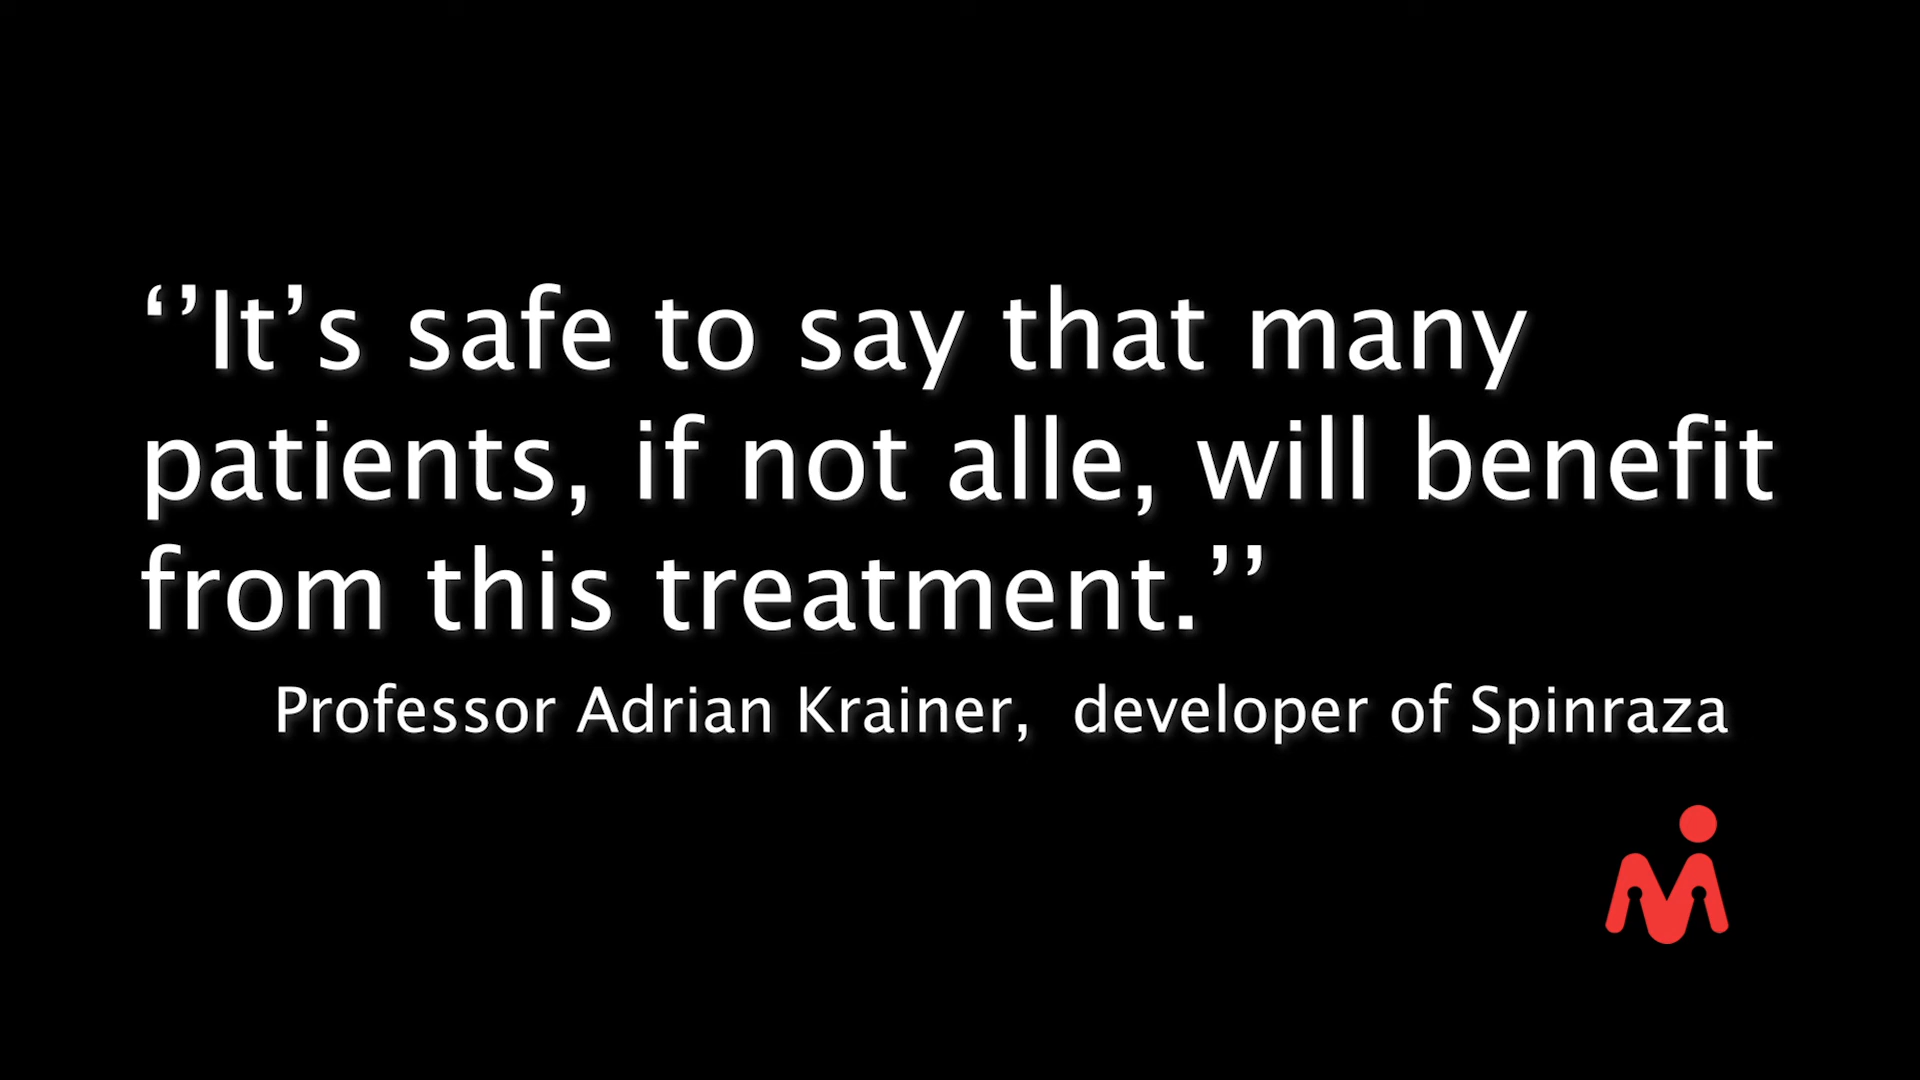 ‘’It’s safe to say that many
patients, if not alle, will benefit
from this treatment.’’
Professor Adrian Krainer,  developer of Spinraza